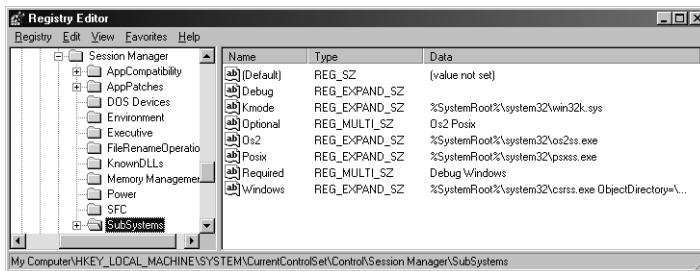 Registry Editor
Registry Edit View Favorites Help
Session Manager
AppCompatibility
AppPatches
DOS Devices
Environment
Executive
FileRenameOperatio
KnownDLLs
Memory Managemer
Power
SFC
SubSystems
Name Type Data
(Default) REG_SZ (value not set)
Debug REG_EXPAND_SZ
Kmode REG_EXPAND_SZ %SystemRoot%\system32\win32k.sys
Optional REG_MULTI_SZ Os2 Posix
Os2 REG_EXPAND_SZ %SystemRoot%\system32\os2ss.exe
Posix REG_EXPAND_SZ %SystemRoot%\system32\psxss.exe
Required REG_MULTI_SZ Debug Windows
Windows REG_EXPAND_SZ %SystemRoot%\system32\csrss.exe ObjectDirectory=\...
My Computer\HKEY_LOCAL_MACHINE\SYSTEM\CurrentControlSet\Control\Session Manager\SubSystems